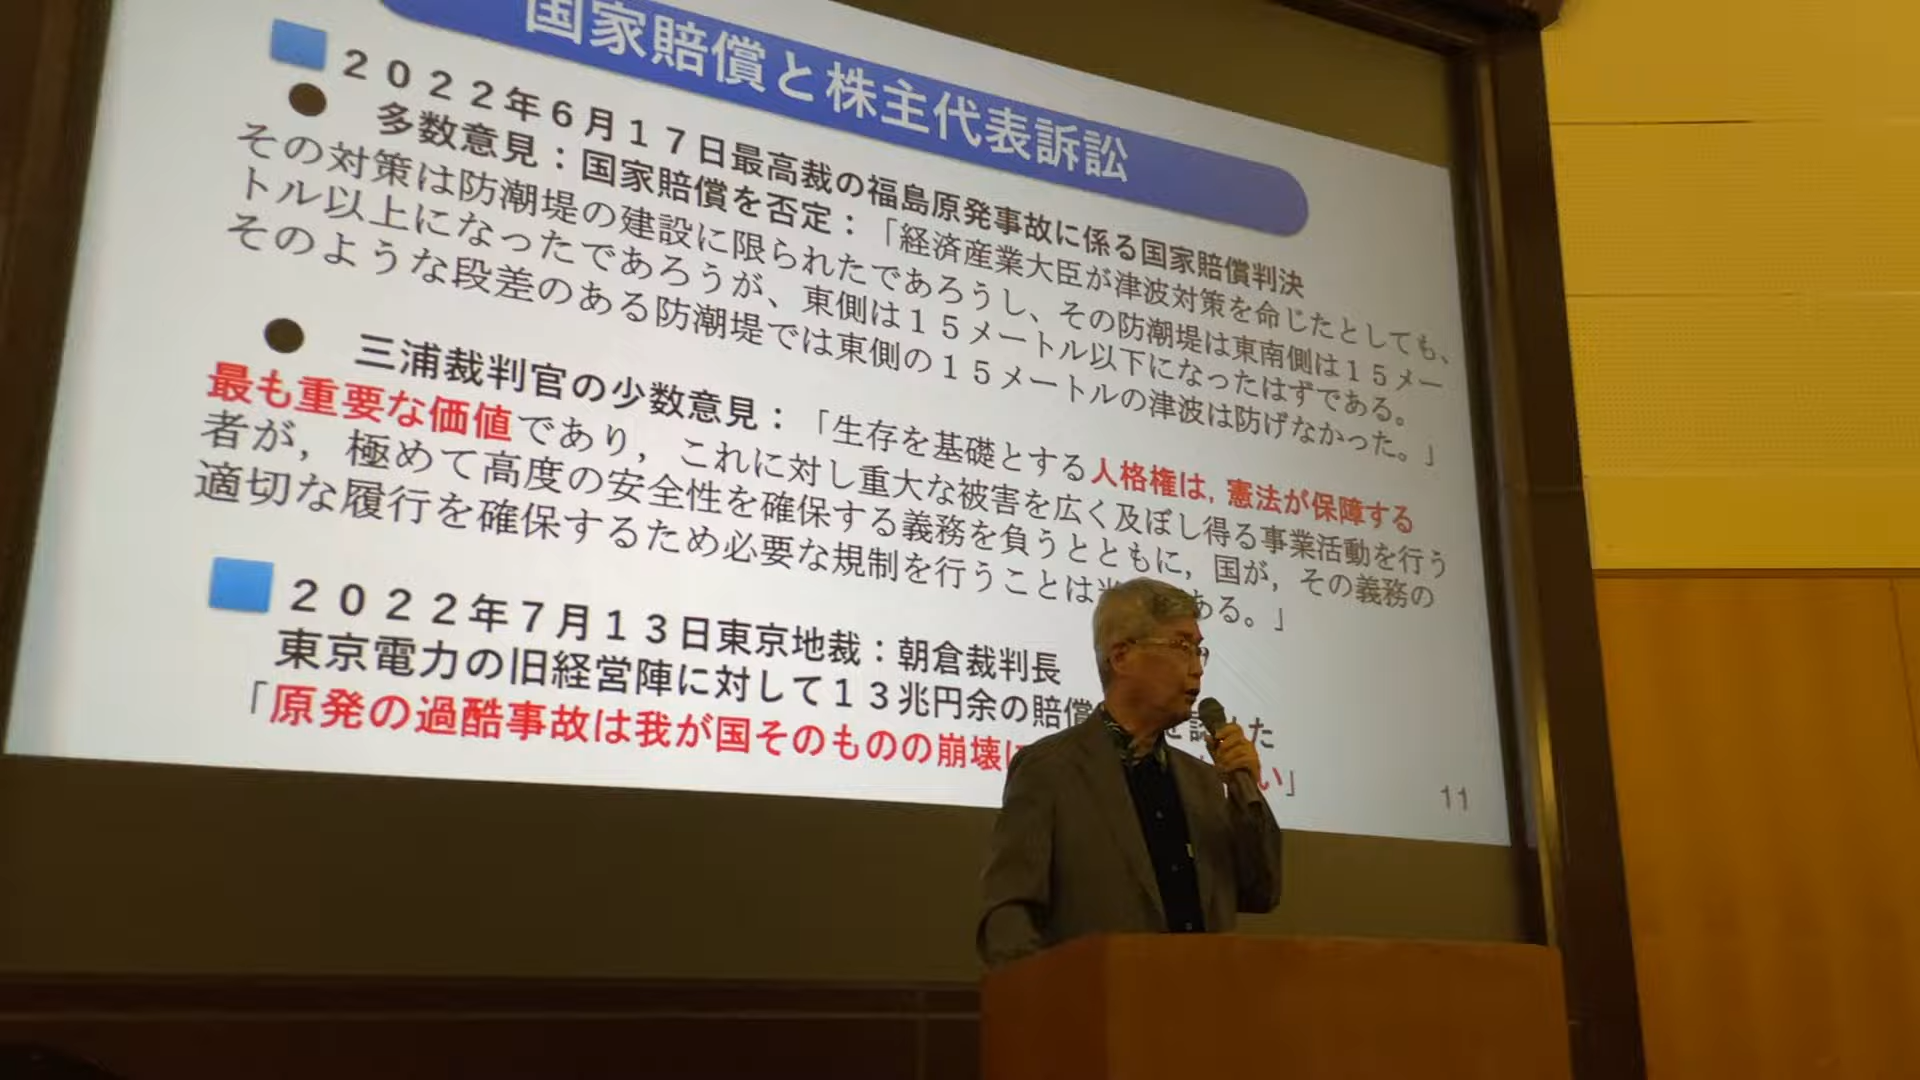 国家賠償と株主代表訴訟
2022年6月17日最高裁の福島原発事故に係る国家賠償判決
● 多数意見：国家賠償を否定：「経済産業大臣が津波対策を命じたとしても、
その対策は防潮堤の建設に限られたであろうし、その防潮堤は東南側は15メー
トル以上になったであろうが、東側は15メートル以下になったはずである。
そのような段差のある防潮堤では東側の15メートルの津波は防げなかった。」
● 三浦裁判官の少数意見：「生存を基礎とする人格権は，憲法が保障する
最も重要な価値であり，これに対し重大な被害を広く及ぼし得る事業活動を行う
者が，極めて高度の安全性を確保する義務を負うとともに，国が，その義務の
適切な履行を確保するため必要な規制を行うことは ある。」
2022年7月13日東京地裁：朝倉裁判長
東京電力の旧経営陣に対して13兆円余の賠償 を認めた
「原発の過酷事故は我が国そのものの崩壊に い」
11